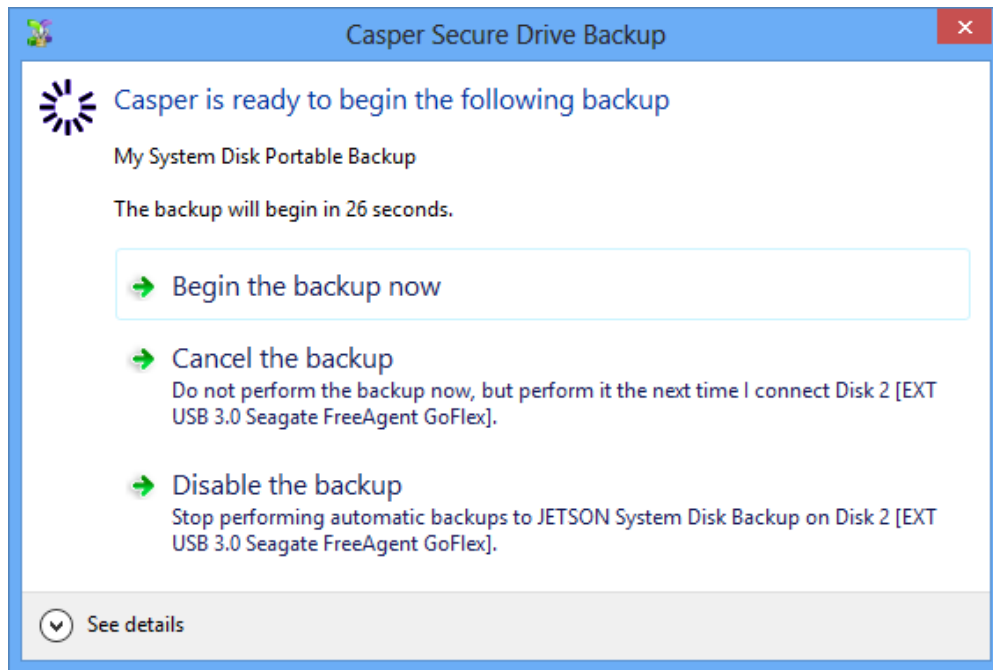 Casper Secure Drive Backup
Casper is ready to begin the following backup
My System Disk Portable Backup
The backup will begin in 26 seconds.
Begin the backup now
Cancel the backup
Do not perform the backup now, but perform it the next time I connect Disk 2 [EXT
USB 3.0 Seagate FreeAgent GoFlex].
Disable the backup
Stop performing automatic backups to JETSON System Disk Backup on Disk 2 [EXT
USB 3.0 Seagate FreeAgent GoFlex].
See details